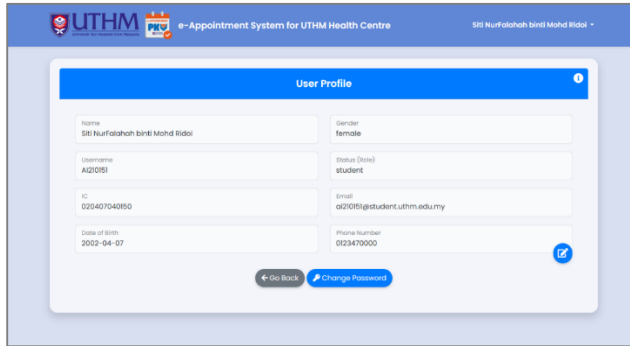 UTHM
PKU
e-Appointment System for UTHM Health Centre
Siti NurFalahah binti Mohd Ridoi
User Profile
Name
Siti NurFalahah binti Mohd Ridoi
Gender
female
Username
AI210151
Status (Role)
student
IC
020407040150
Email
ai210151@student.uthm.edu.my
Date of Birth
2002-04-07
Phone Number
0123470000
Go Back
Change Password